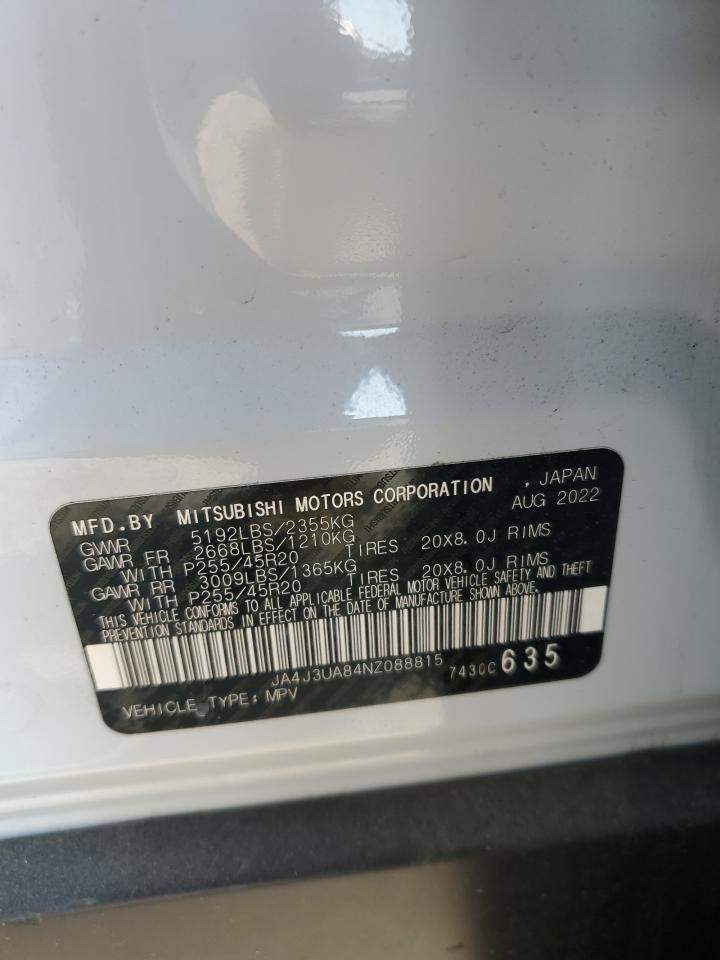 MFD.BY MITSUBISHI MOTORS CORPORATION , JAPAN
GWWR 5192LBS/2355KG AUG 2022
GAWR FR 2668LBS/1210KG
WITH P255/45R20 TIRES 20X8.0J RIMS
GAWR RR 3009LBS/1365KG
WITH P255/45R20 TIRES 20X8.0J RIMS
THIS VEHICLE CONFORMS TO ALL APPLICABLE FEDERAL MOTOR VEHICLE SAFETY AND THEFT
PREVENTION STANDARDS IN EFFECT ON THE DATE OF MANUFACTURE SHOWN ABOVE.
JA4J3UA84NZ088815 7430C 635
VEHICLE TYPE: MPV